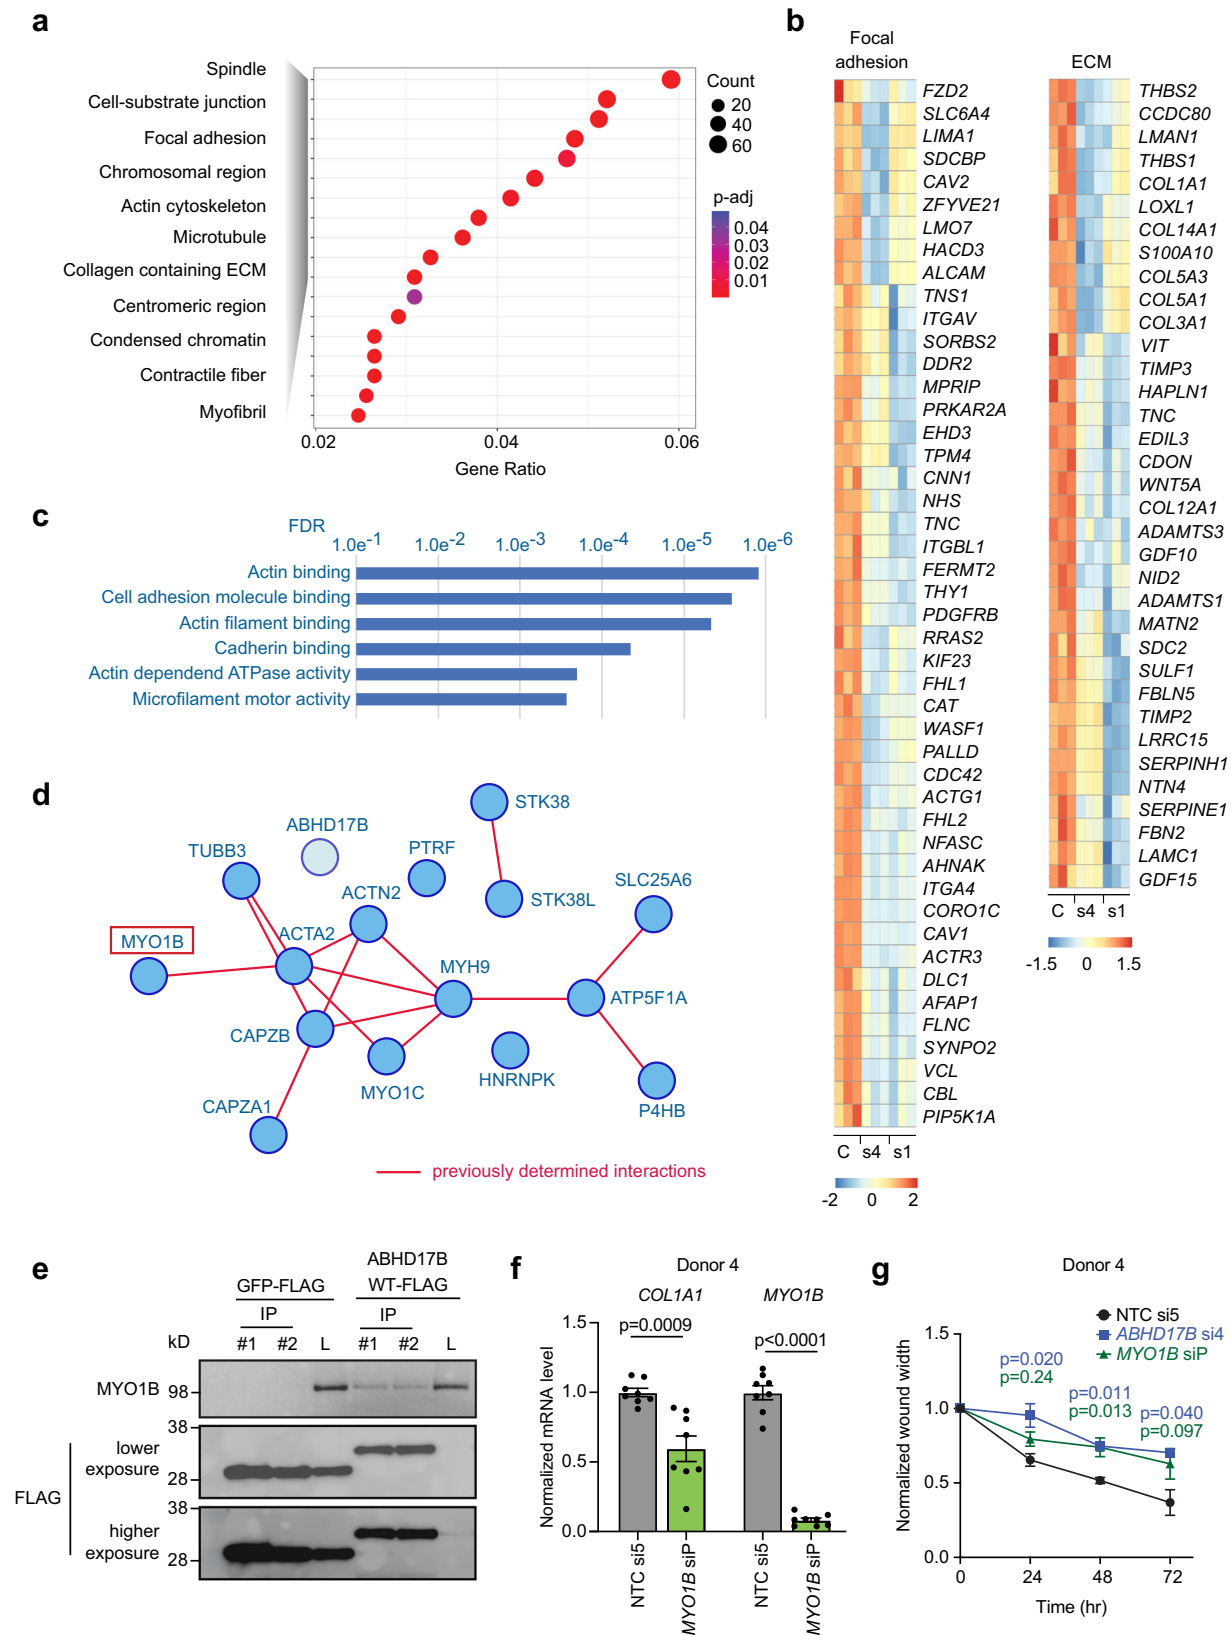 a
Spindle
Cell-substrate junction
Focal adhesion
Chromosomal region
Actin cytoskeleton
Microtubule
Collagen containing ECM
Centromeric region
Condensed chromatin
Contractile fiber
Myofibril
0.02 0.04 0.06
Gene Ratio
Count
20
40
60
p-adj
0.04
0.03
0.02
0.01
b
Focal
adhesion
FZD2
SLC6A4
LIMA1
SDCBP
CAV2
ZFYVE21
LMO7
HACD3
ALCAM
TNS1
ITGAV
SORBS2
DDR2
MPRIP
PRKAR2A
EHD3
TPM4
CNN1
NHS
TNC
ITGBL1
FERMT2
THY1
PDGFRB
RRAS2
KIF23
FHL1
CAT
WASF1
PALLD
CDC42
ACTG1
FHL2
NFASC
AHNAK
ITGA4
CORO1C
CAV1
ACTR3
DLC1
AFAP1
FLNC
SYNPO2
VCL
CBL
PIP5K1A
C s4 s1
-2 0 2
ECM
THBS2
CCDC80
LMAN1
THBS1
COL1A1
LOXL1
COL14A1
S100A10
COL5A3
COL5A1
COL3A1
VIT
TIMP3
HAPLN1
TNC
EDIL3
CDON
WNT5A
COL12A1
ADAMTS3
GDF10
NID2
ADAMTS1
MATN2
SDC2
SULF1
FBLN5
TIMP2
LRRC15
SERPINH1
NTN4
SERPINE1
FBN2
LAMC1
GDF15
C s4 s1
-1.5 0 1.5
c
FDR
1.0e-1 1.0e-2 1.0e-3 1.0e-4 1.0e-5 1.0e-6
Actin binding
Cell adhesion molecule binding
Actin filament binding
Cadherin binding
Actin dependend ATPase activity
Microfilament motor activity
d
STK38
ABHD17B
TUBB3
PTRF
ACTN2
STK38L
SLC25A6
MYO1B
ACTA2
MYH9
ATP5F1A
CAPZB
MYO1C
HNRNPK
CAPZA1
P4HB
previously determined interactions
e
GFP-FLAG
ABHD17B
WT-FLAG
IP IP
kD #1 #2 L #1 #2 L
MYO1B 98
38
lower
exposure
28
FLAG
38
higher
exposure
28
f
Donor 4
COL1A1 MYO1B
p=0.0009
p<0.0001
Normalized mRNA level
1.5
1.0
0.5
0.0
NTC si5
MYO1B siP
NTC si5
MYO1B siP
g
Donor 4
NTC si5
ABHD17B si4
MYO1B siP
p=0.020
p=0.24
p=0.011
p=0.013
p=0.040
p=0.097
Normalized wound width
1.5
1.0
0.5
0.0
0 24 48 72
Time (hr)